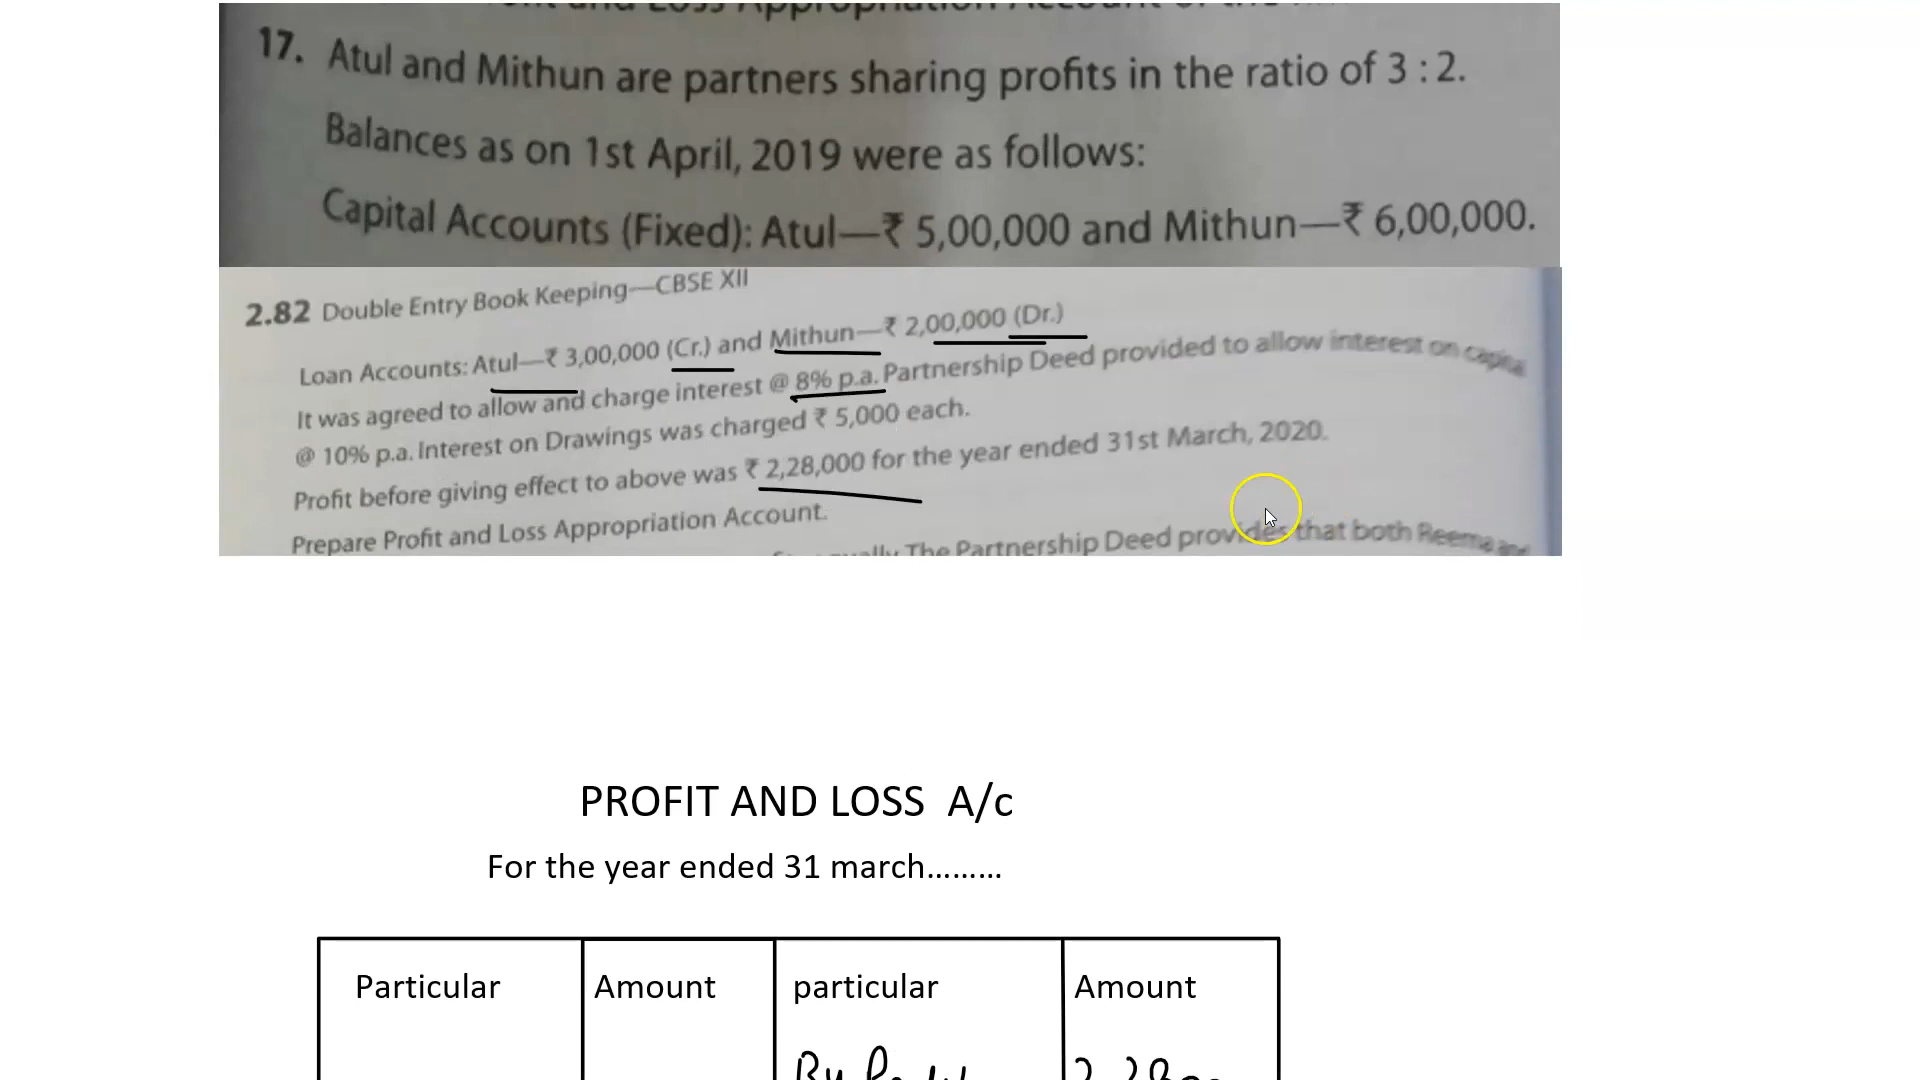 17. Atul and Mithun are partners sharing profits in the ratio of 3 : 2.
Balances as on 1st April, 2019 were as follows:
Capital Accounts (Fixed): Atul—₹ 5,00,000 and Mithun—₹ 6,00,000.
2.82 Double Entry Book Keeping—CBSE XII
Loan Accounts: Atul—₹ 3,00,000 (Cr.) and Mithun—₹ 2,00,000 (Dr.)
It was agreed to allow and charge interest @ 8% p.a. Partnership Deed provided to allow interest on capital
@ 10% p.a. Interest on Drawings was charged ₹ 5,000 each.
Profit before giving effect to above was ₹ 2,28,000 for the year ended 31st March, 2020.
Prepare Profit and Loss Appropriation Account.
The Partnership Deed provides that both Reema and
PROFIT AND LOSS A/c
For the year ended 31 march.........
Particular Amount particular Amount
By